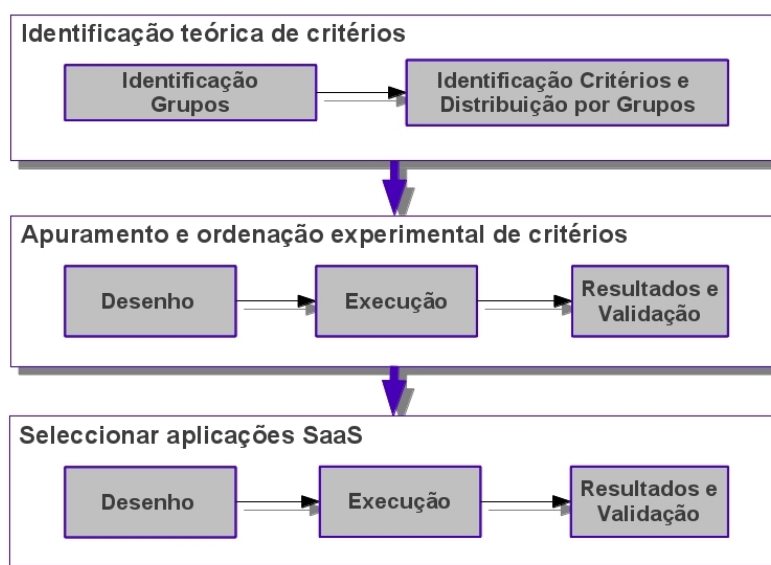 Identificação teórica de critérios
Identificação
Grupos
Identificação Critérios e
Distribuição por Grupos
Apuramento e ordenação experimental de critérios
Desenho
Execução
Resultados e
Validação
Seleccionar aplicações SaaS
Desenho
Execução
Resultados e
Validação